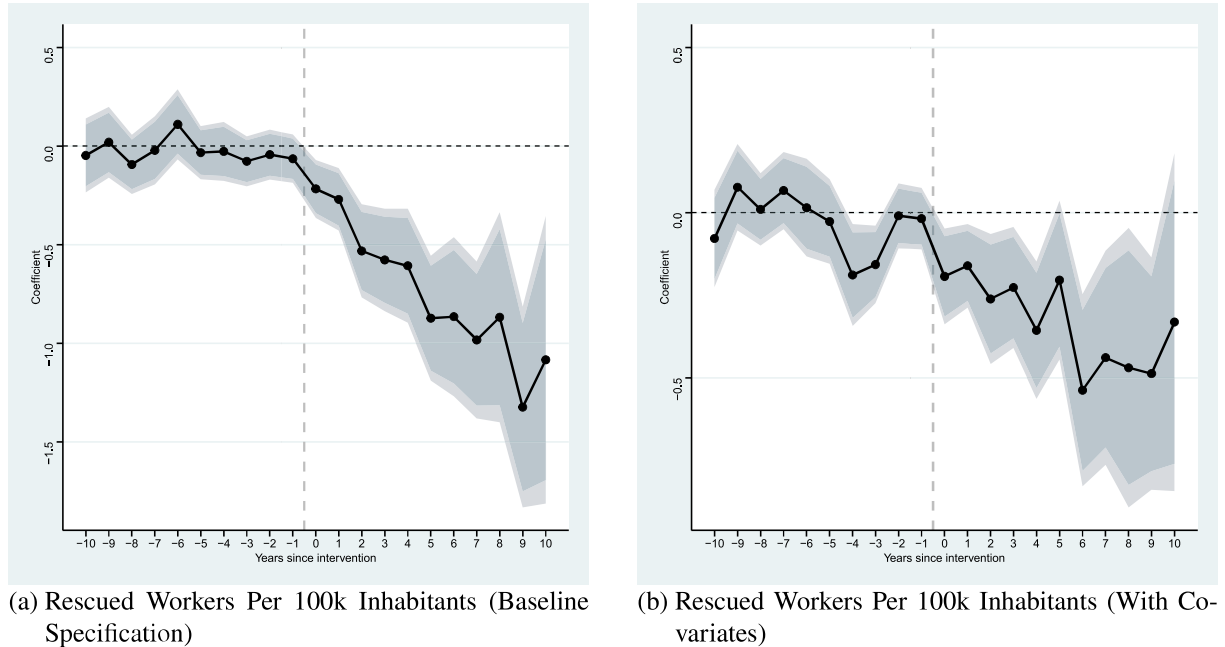 0.5
0.0
−0.5
−1.0
−1.5
Coefficient
−10 −9 −8 −7 −6 −5 −4 −3 −2 −1 0 1 2 3 4 5 6 7 8 9 10
Years since intervention
(a) Rescued Workers Per 100k Inhabitants (Baseline
Specification)
0.5
0.0
−0.5
Coefficient
−10 −9 −8 −7 −6 −5 −4 −3 −2 −1 0 1 2 3 4 5 6 7 8 9 10
Years since intervention
(b) Rescued Workers Per 100k Inhabitants (With Co-
variates)